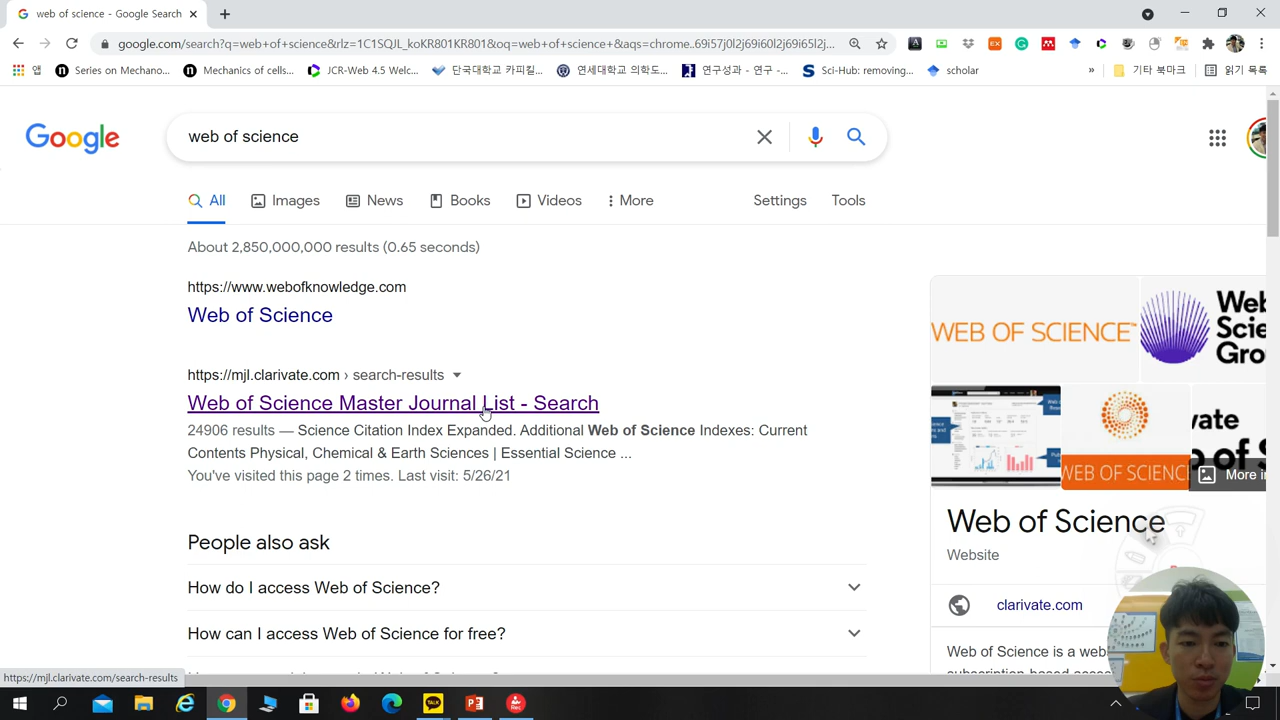 web of science - Google Search
google.com/search?q=web+of+science&rlz=1C1SQJL_koKR801KR801&oq=web+of+science+&aqs=chrome..69i57j0l2j69i60l2j69i65l2j...
앱
Series on Mechano...
Mechanics of cells...
JCR-Web 4.5 Welc...
단국대학교 카피킬...
연세대학교 의학도...
연구성과 - 연구 -...
Sci-Hub: removing...
scholar
»
기타 북마크
읽기 목록
Google
web of science
All
Images
News
Books
Videos
More
Settings
Tools
About 2,850,000,000 results (0.65 seconds)
https://www.webofknowledge.com
Web of Science
https://mjl.clarivate.com › search-results
Web of Science Master Journal List - Search
24906 results – Science Citation Index Expanded. Additional Web of Science Indexes: Current
Contents Physical, Chemical & Earth Sciences | Essential Science ...
You've visited this page 2 times. Last visit: 5/26/21
People also ask
How do I access Web of Science?
How can I access Web of Science for free?
WEB OF SCIENCE™
Web
Scie
Gro
WEB OF SCIENCE
More i
Web of Science
Website
clarivate.com
Web of Science is a web
https://mjl.clarivate.com/search-results
TALK